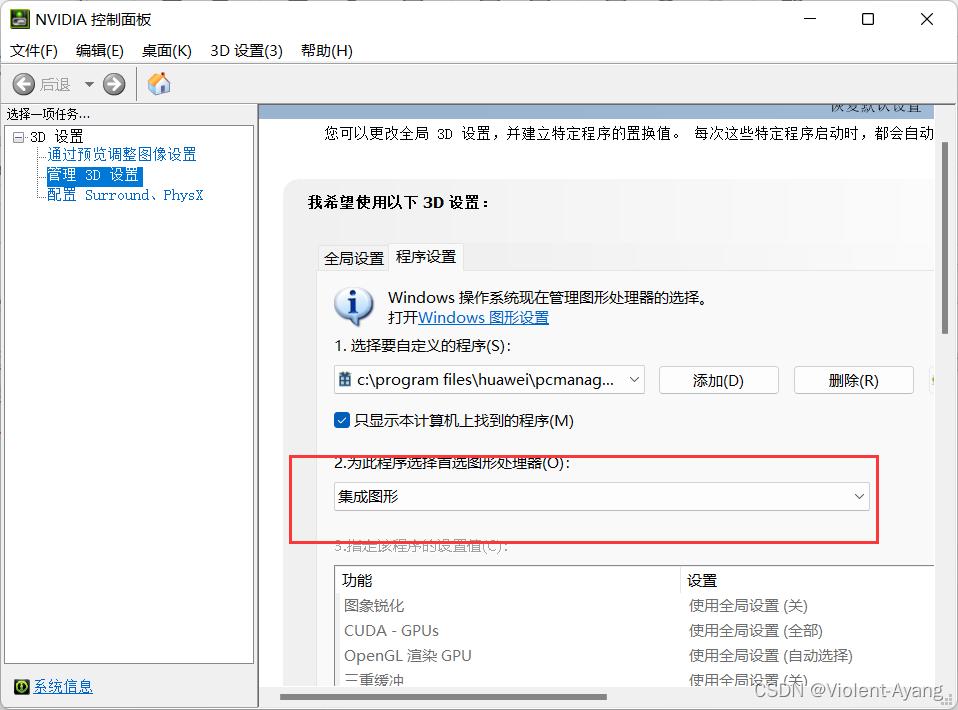 NVIDIA 控制面板
文件(F) 编辑(E) 桌面(K) 3D 设置(3) 帮助(H)
后退
选择一项任务...
3D 设置
通过预览调整图像设置
管理 3D 设置
配置 Surround、PhysX
系统信息
恢复默认设置
您可以更改全局 3D 设置，并建立特定程序的置换值。 每次这些特定程序启动时，都会自动
我希望使用以下 3D 设置：
全局设置 程序设置
Windows 操作系统现在管理图形处理器的选择。
打开Windows 图形设置
1. 选择要自定义的程序(S)：
c:\program files\huawei\pcmanag... 添加(D) 删除(R)
只显示本计算机上找到的程序(M)
2.为此程序选择首选图形处理器(O)：
集成图形
3.指定该程序的设置值(C)：
功能 设置
图象锐化 使用全局设置 (关)
CUDA - GPUs 使用全局设置 (全部)
OpenGL 渲染 GPU 使用全局设置 (自动选择)
三重缓冲 使用全局设置 (关)
CSDN @Violent-Ayang